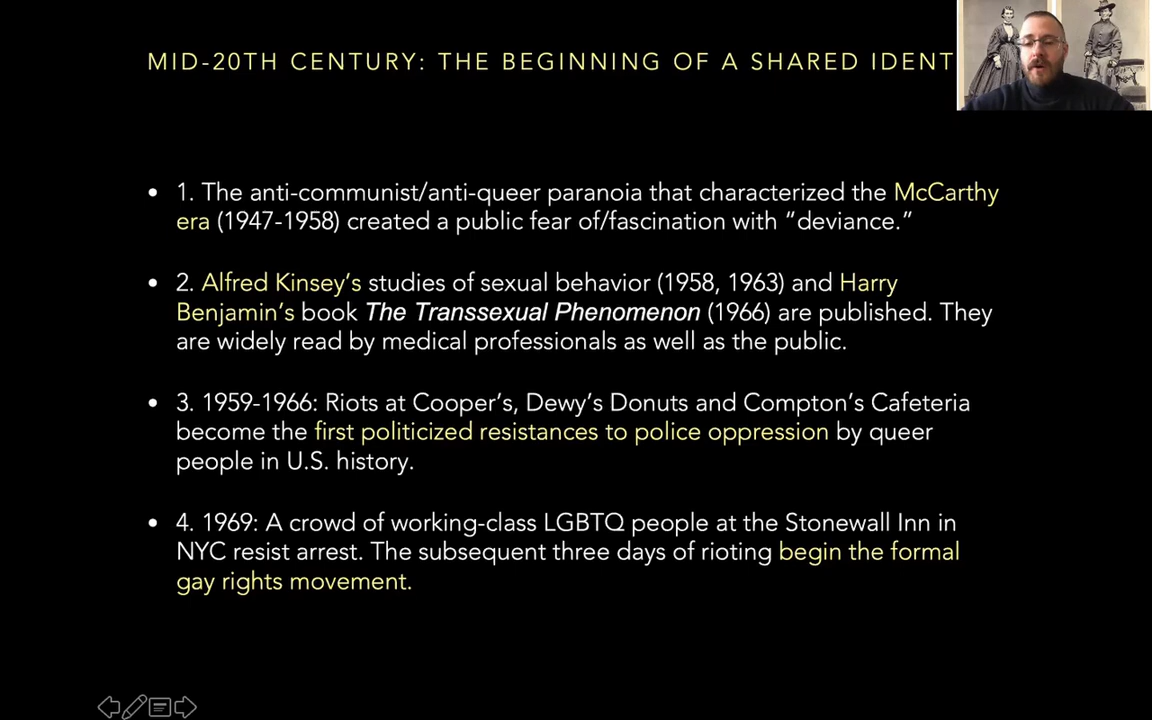 MID-20TH CENTURY: THE BEGINNING OF A SHARED IDENT
• 1. The anti-communist/anti-queer paranoia that characterized the McCarthy
era (1947-1958) created a public fear of/fascination with “deviance.”
• 2. Alfred Kinsey’s studies of sexual behavior (1958, 1963) and Harry
Benjamin’s book The Transsexual Phenomenon (1966) are published. They
are widely read by medical professionals as well as the public.
• 3. 1959-1966: Riots at Cooper’s, Dewy’s Donuts and Compton’s Cafeteria
become the first politicized resistances to police oppression by queer
people in U.S. history.
• 4. 1969: A crowd of working-class LGBTQ people at the Stonewall Inn in
NYC resist arrest. The subsequent three days of rioting begin the formal
gay rights movement.